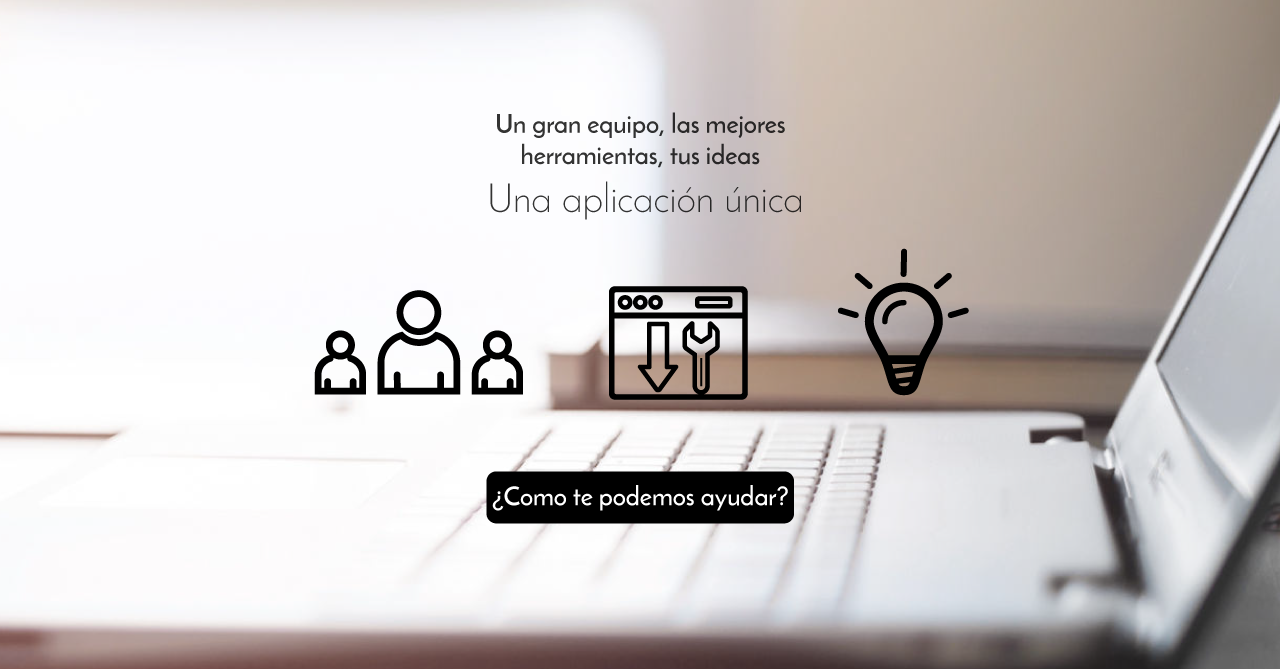 Un gran equipo, las mejores
herramientas, tus ideas
Una aplicación única
¿Como te podemos ayudar?